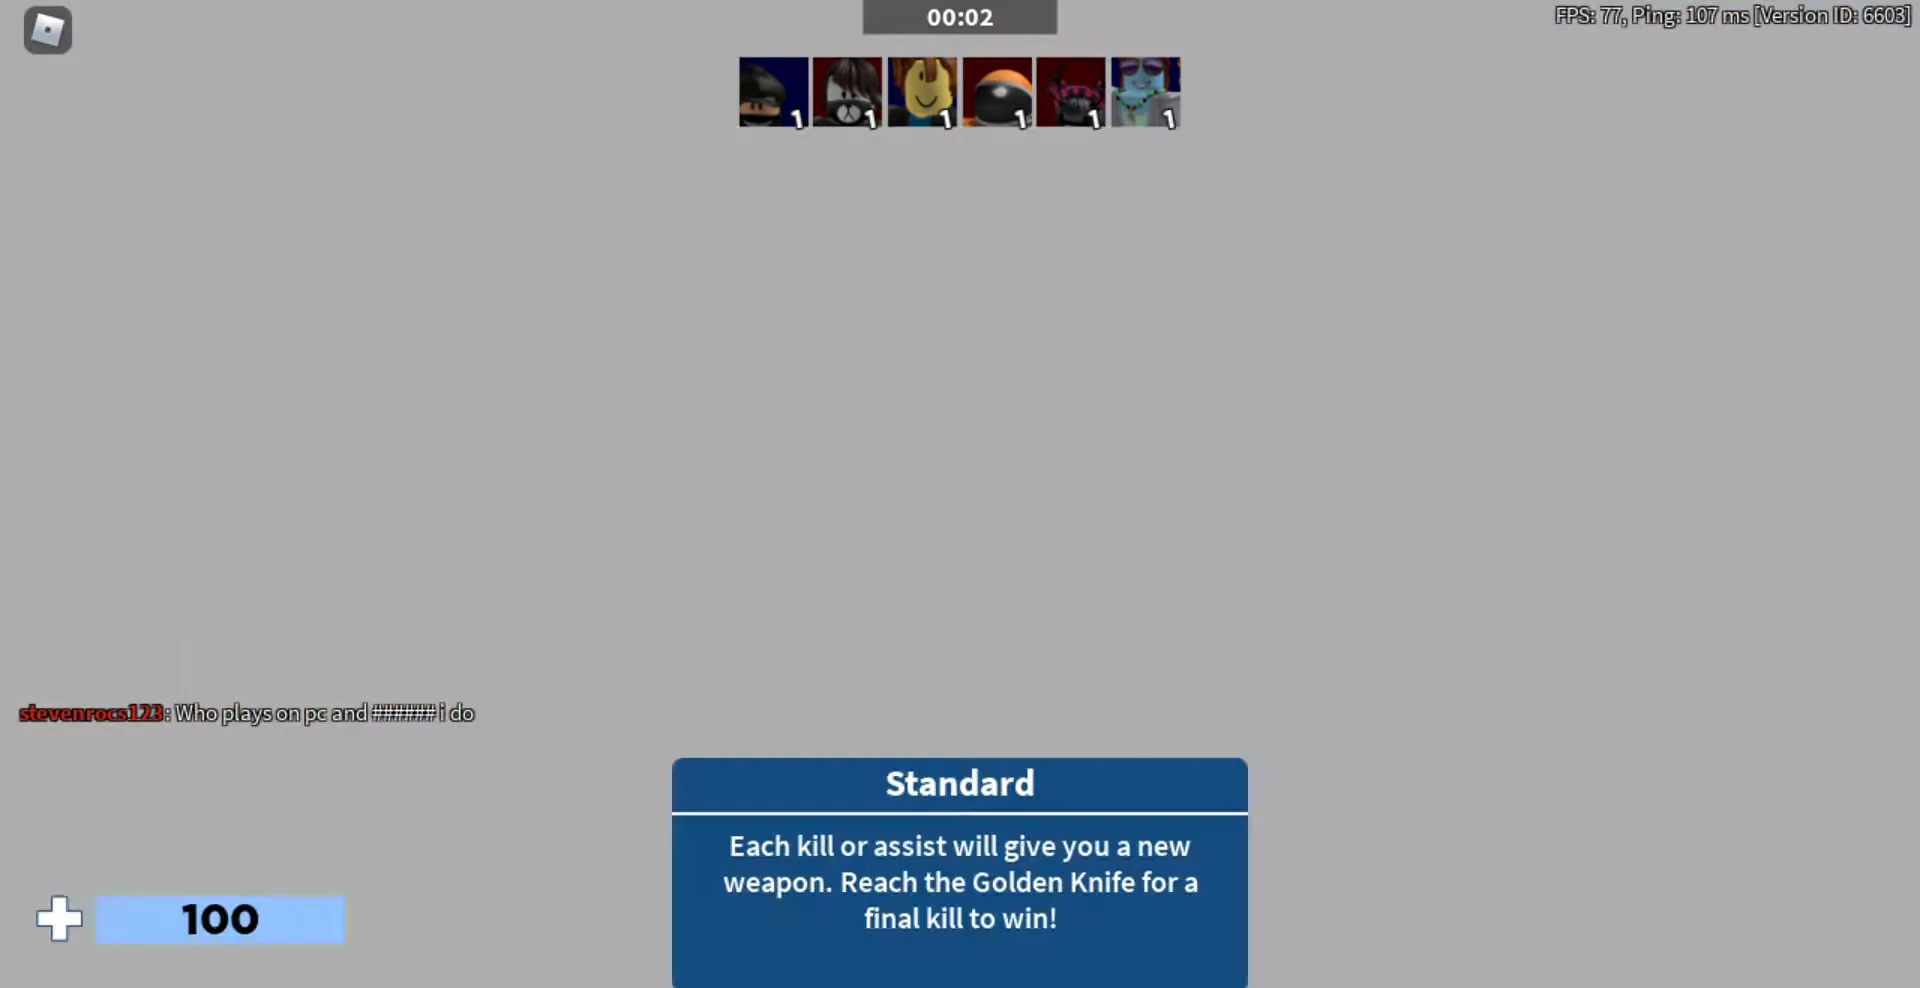 00:02
FPS: 77, Ping: 107 ms [Version ID: 6603]
1 1 1 1 1 1
stevenrocs123: Who plays on pc and ###### i do
Standard
Each kill or assist will give you a new
weapon. Reach the Golden Knife for a
final kill to win!
100